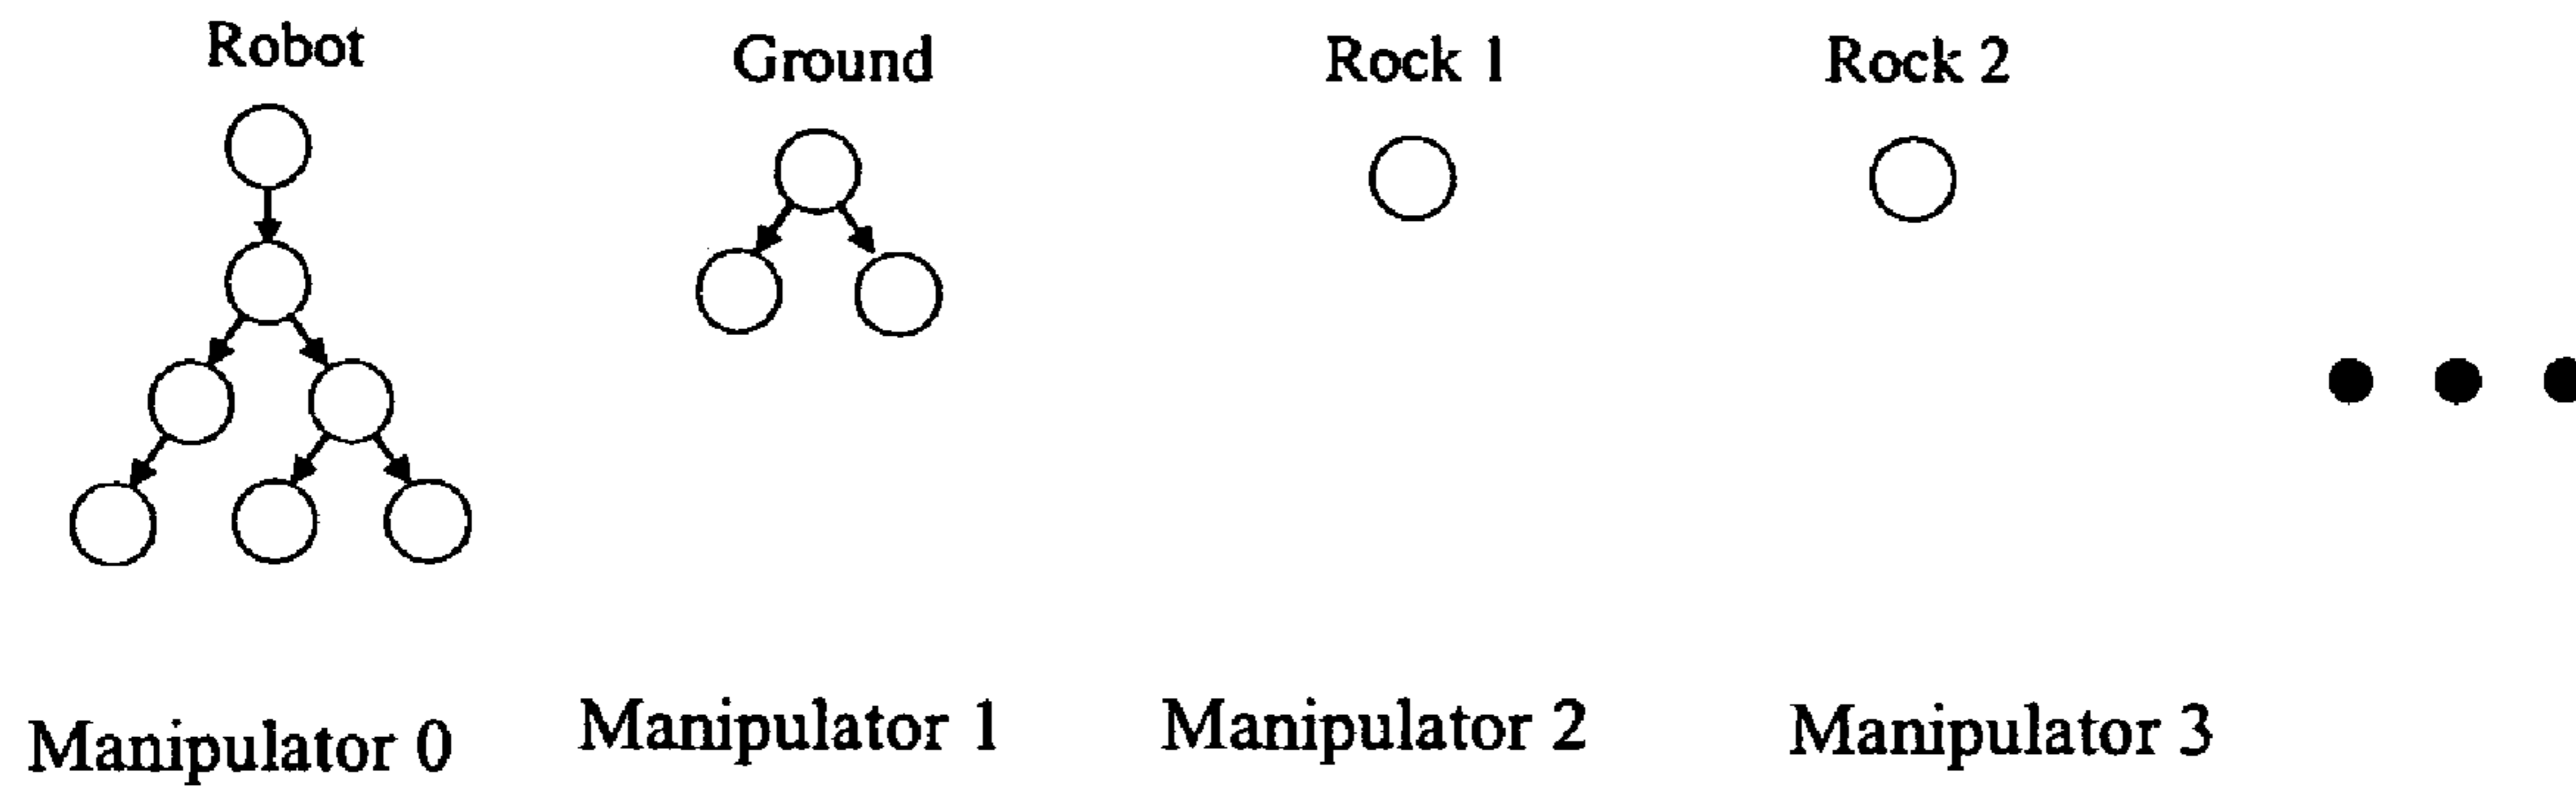 Robot
Ground
Rock 1
Rock 2
Manipulator 0
Manipulator 1
Manipulator 2
Manipulator 3